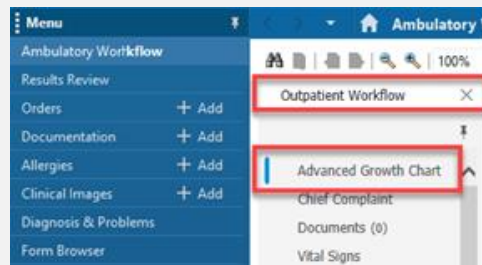 Menu
Ambulatory Workflow
Results Review
Orders + Add
Documentation + Add
Allergies + Add
Clinical Images + Add
Diagnosis & Problems
Form Browser
Ambulatory
100%
Outpatient Workflow
Advanced Growth Chart
Chief Complaint
Documents (0)
Vital Signs